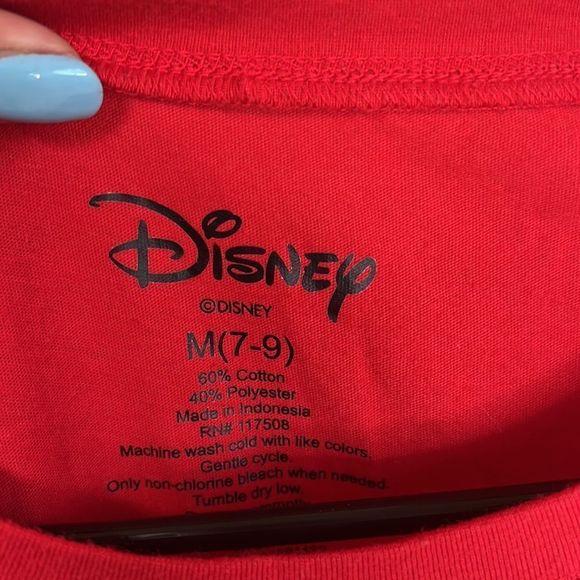 Disney
©DISNEY
M(7-9)
60% Cotton
40% Polyester
Made in Indonesia
RN# 117508
Machine wash cold with like colors.
Gentle cycle.
Only non-chlorine bleach when needed.
Tumble dry low.